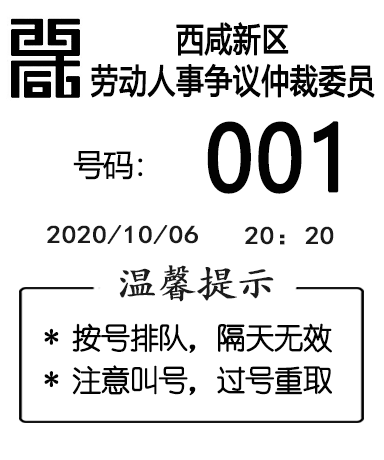 西咸
西咸新区
劳动人事争议仲裁委员
号码：
001
2020/10/06 20：20
温馨提示
* 按号排队，隔天无效
* 注意叫号，过号重取